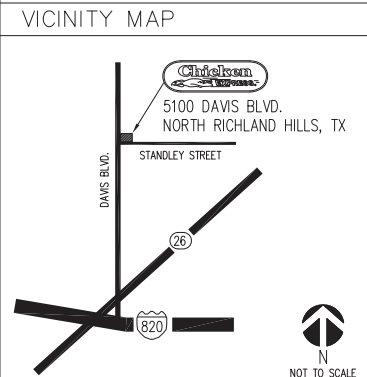 VICINITY MAP
Chicken
EXPRESS
5100 DAVIS BLVD.
NORTH RICHLAND HILLS, TX
STANDLEY STREET
DAVIS BLVD.
26
820
N
NOT TO SCALE